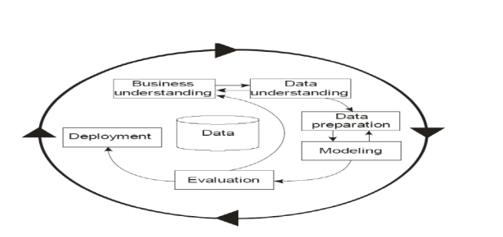 Business
understanding
Data
understanding
Data
preparation
Modeling
Evaluation
Deployment
Data